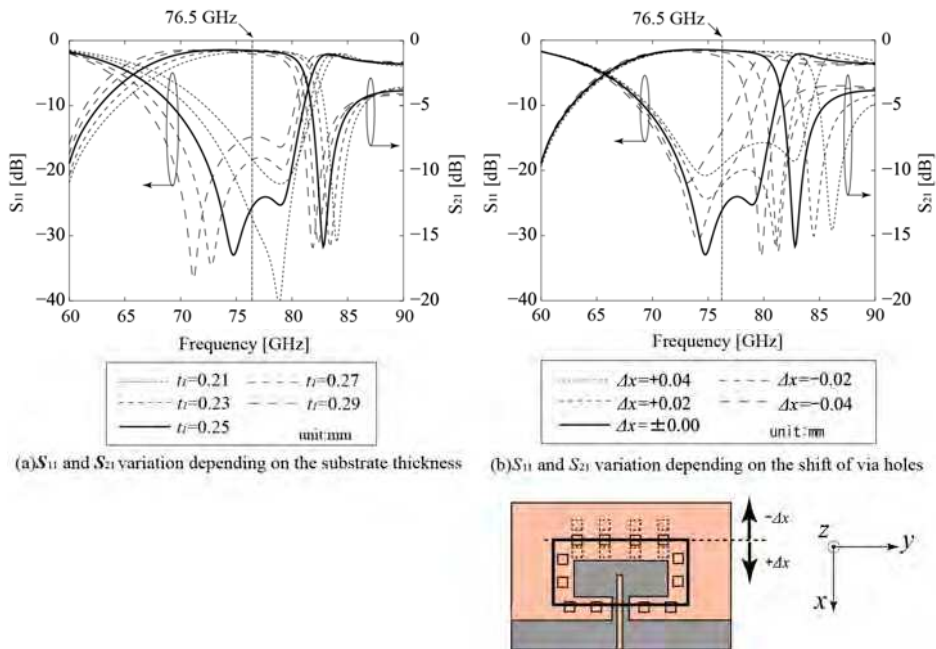 76.5 GHz
0
−10
−20
−30
−40
S11 [dB]
0
−5
−10
−15
−20
S21 [dB]
60 65 70 75 80 85 90
Frequency [GHz]
t1=0.21 t1=0.27
t1=0.23 t1=0.29
t1=0.25 unit:mm
(a)S11 and S21 variation depending on the substrate thickness
76.5 GHz
0
−10
−20
−30
−40
S11 [dB]
0
−5
−10
−15
−20
S21 [dB]
60 65 70 75 80 85 90
Frequency [GHz]
Δx=+0.04 Δx=−0.02
Δx=+0.02 Δx=−0.04
Δx=±0.00 unit:mm
(b)S11 and S21 variation depending on the shift of via holes
−Δx
+Δx
z
y
x